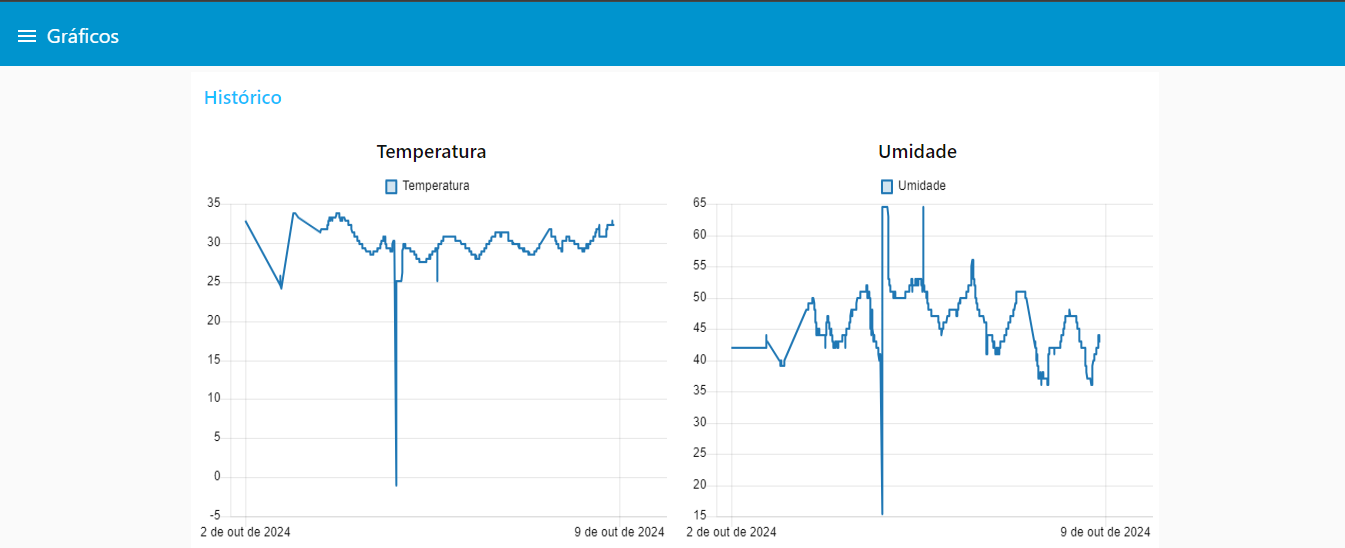 Gráficos
Histórico
Temperatura
Temperatura
35
30
25
20
15
10
5
0
-5
2 de out de 2024
9 de out de 2024
Umidade
Umidade
65
60
55
50
45
40
35
30
25
20
15
2 de out de 2024
9 de out de 2024